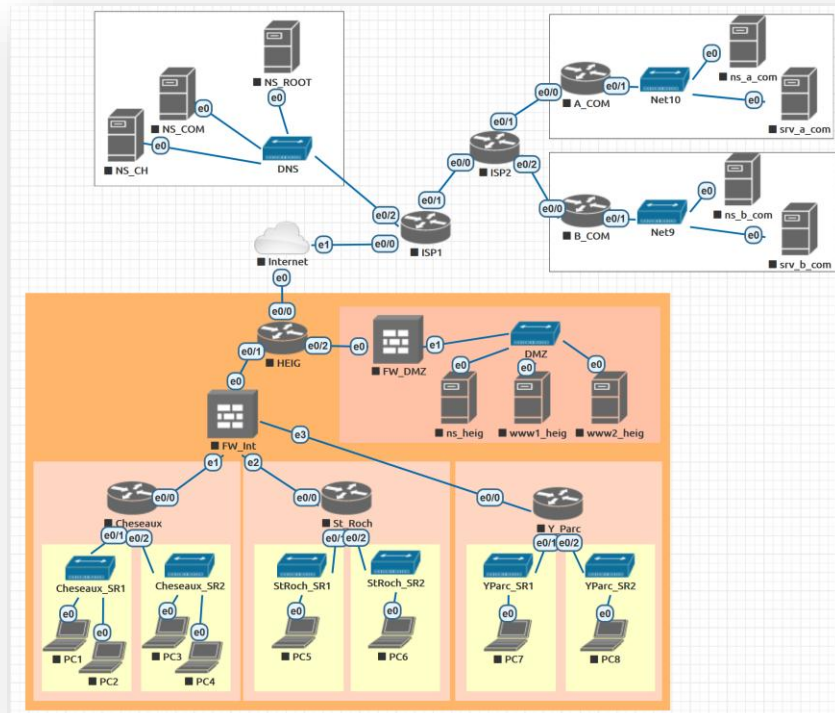 NS_ROOT
e0
NS_COM
e0
NS_CH
e0
DNS
e0/2
e0/1
e0/0
ISP1
e1
Internet
e0
e0/0
ISP2
e0/1
e0/2
e0/0
A_COM
e0/1
Net10
e0
ns_a_com
e0
srv_a_com
e0/0
B_COM
e0/1
Net9
e0
ns_b_com
e0
srv_b_com
e0/0
HEIG
e0/1
e0/2
e0
FW_DMZ
e1
DMZ
e0
e0
e0
ns_heig
www1_heig
www2_heig
e0
FW_Int
e3
e1
e2
e0/0
Cheseaux
e0/1
e0/2
e0/0
St_Roch
e0/1
e0/2
e0/0
Y_Parc
e0/1
e0/2
Cheseaux_SR1
Cheseaux_SR2
StRoch_SR1
StRoch_SR2
YParc_SR1
YParc_SR2
e0
e0
e0
e0
e0
e0
e0
e0
PC1
PC2
PC3
PC4
PC5
PC6
PC7
PC8